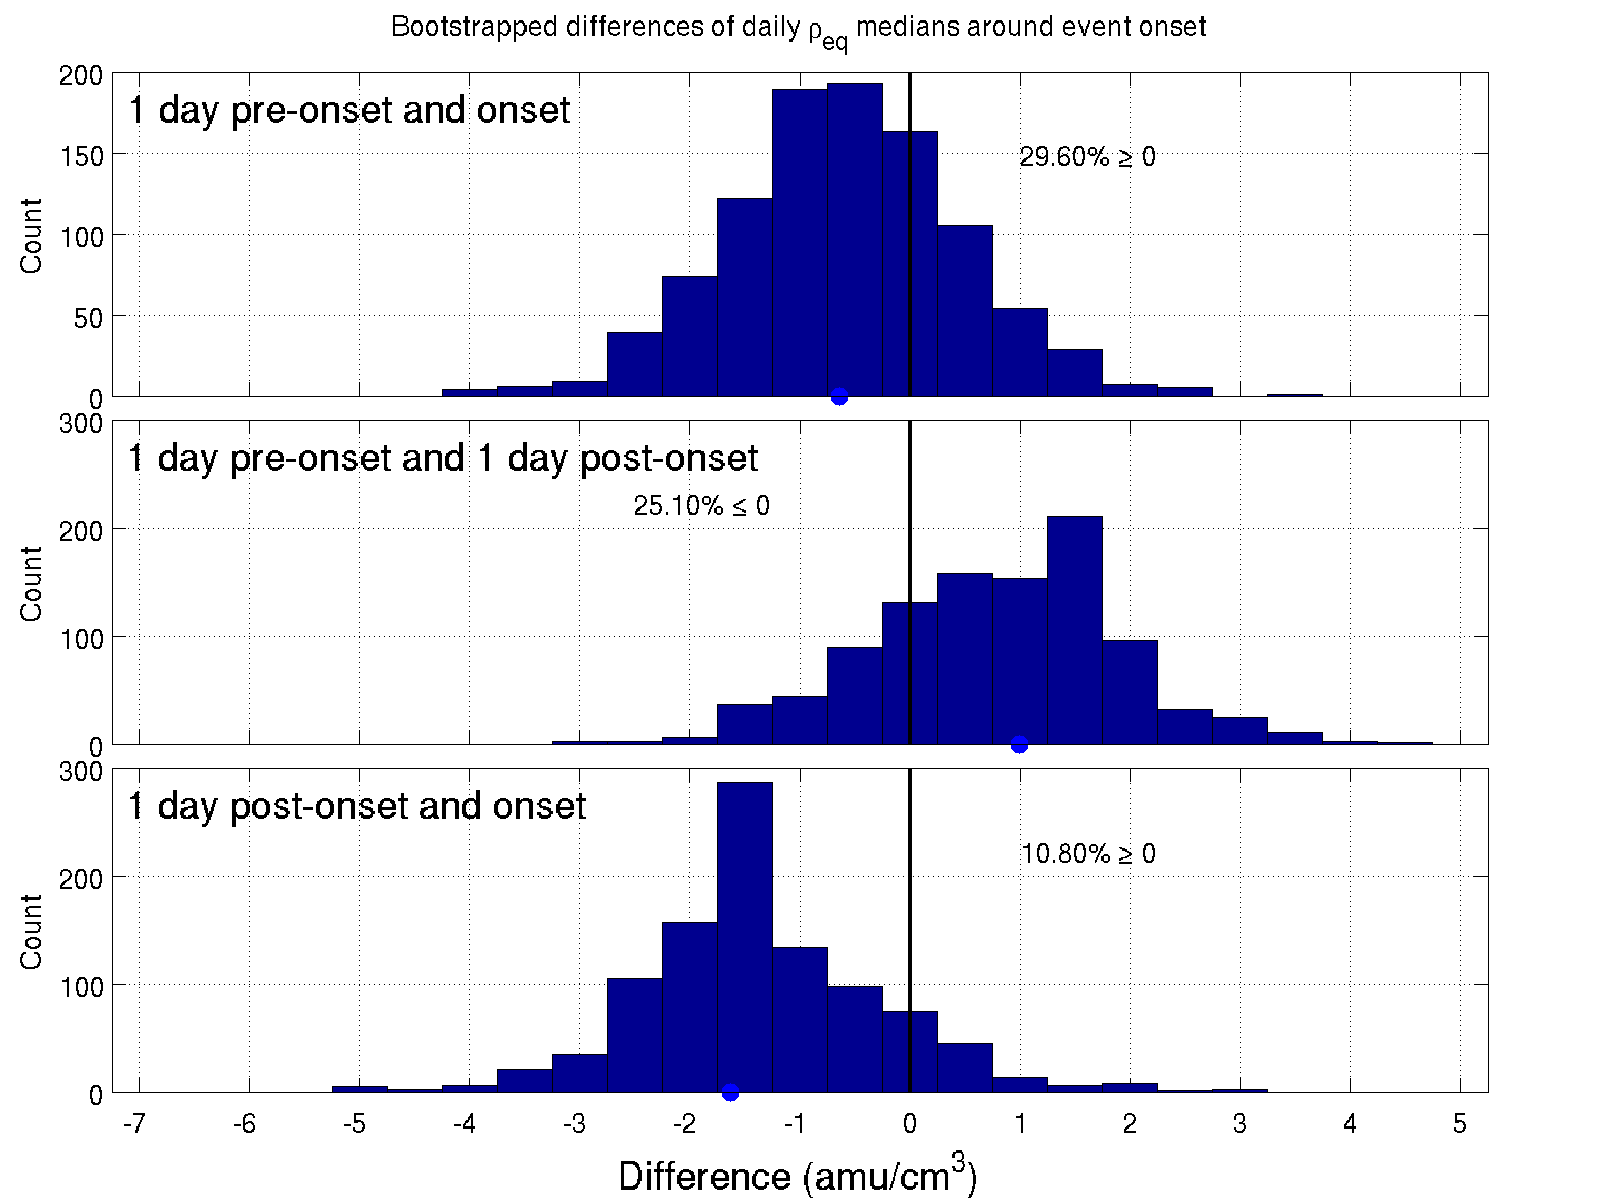 Bootstrapped differences of daily ρeq medians around event onset
200
1 day pre-onset and onset
150
29.60% ≥ 0
100
50
0
Count
300
1 day pre-onset and 1 day post-onset
25.10% ≤ 0
200
100
0
Count
300
1 day post-onset and onset
10.80% ≥ 0
200
100
0
Count
-7 -6 -5 -4 -3 -2 -1 0 1 2 3 4 5
Difference (amu/cm³)